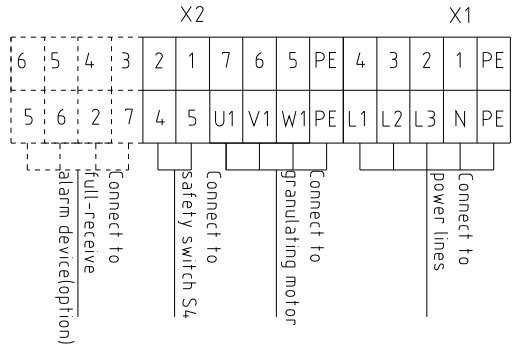 X2 X1
6 5 4 3 2 1 7 6 5 PE 4 3 2 1 PE
5 6 2 7 4 5 U1 V1 W1 PE L1 L2 L3 N PE
Connect to
full-receive
alarm device(option)
Connect to
safety switch S4
Connect to
granulating motor
Connect to
power lines